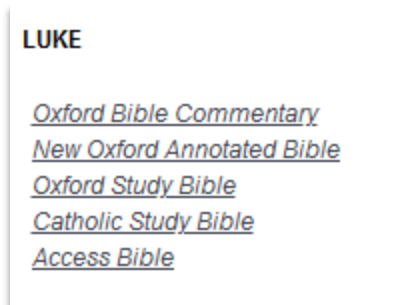 LUKE
Oxford Bible Commentary
New Oxford Annotated Bible
Oxford Study Bible
Catholic Study Bible
Access Bible